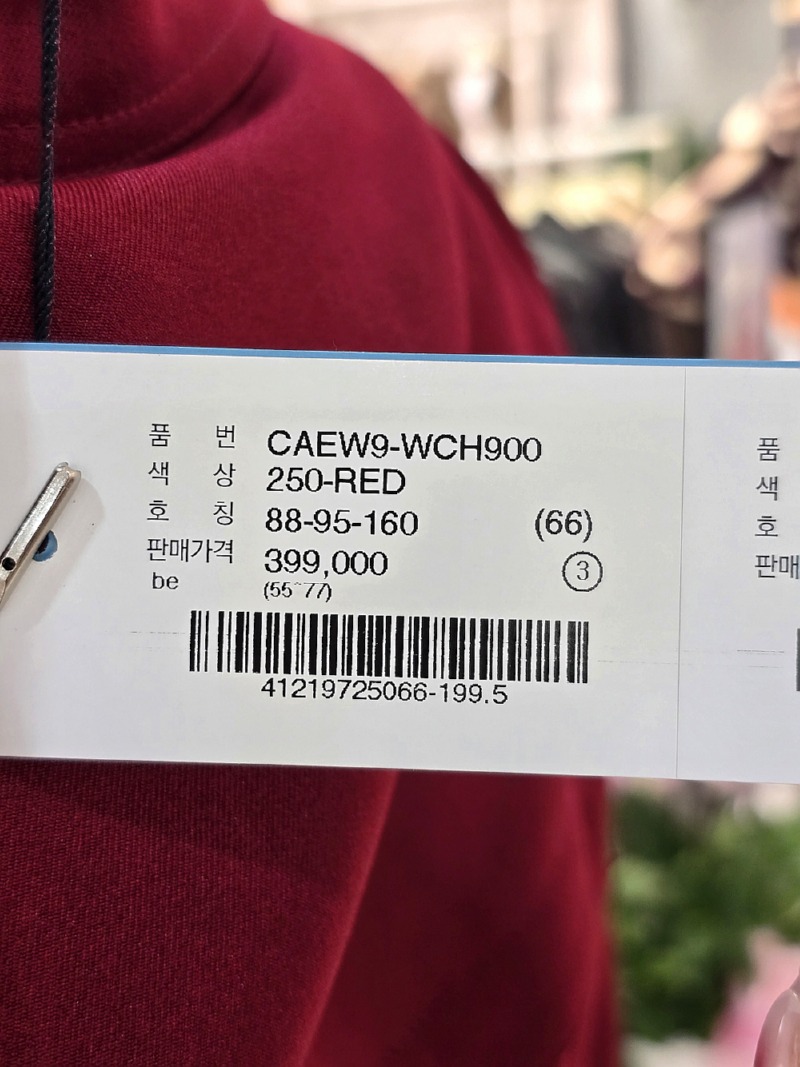 품 번 CAEW9-WCH900
색 상 250-RED
호 칭 88-95-160 (66)
판매가격 399,000 ③
be (55~77)
41219725066-199.5
품
색
호
판매